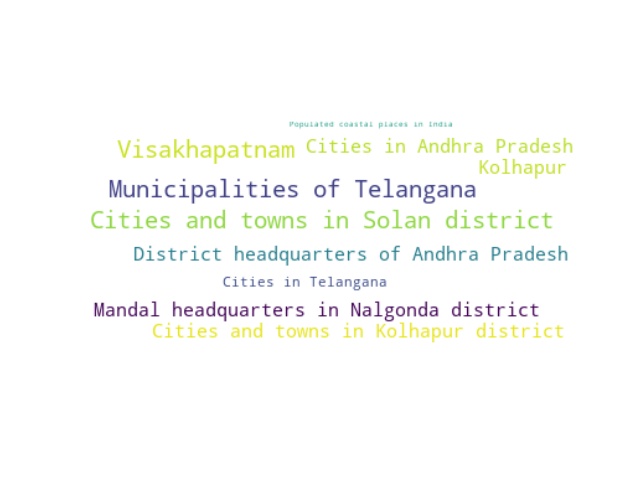 Populated coastal places in India
Visakhapatnam
Cities in Andhra Pradesh
Kolhapur
Municipalities of Telangana
Cities and towns in Solan district
District headquarters of Andhra Pradesh
Cities in Telangana
Mandal headquarters in Nalgonda district
Cities and towns in Kolhapur district